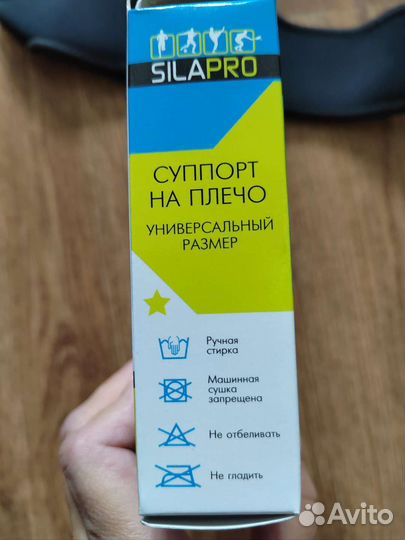 SILAPRO
СУППОРТ
НА ПЛЕЧО
УНИВЕРСАЛЬНЫЙ
РАЗМЕР
Ручная
стирка
Машинная
сушка
запрещена
Не отбеливать
Не гладить
Avito